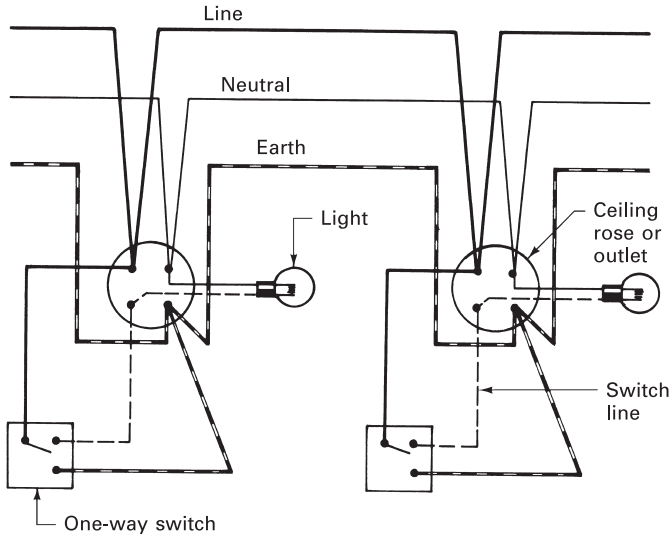 Line
Neutral
Earth
Light
Ceiling
rose or
outlet
Switch
line
One-way switch